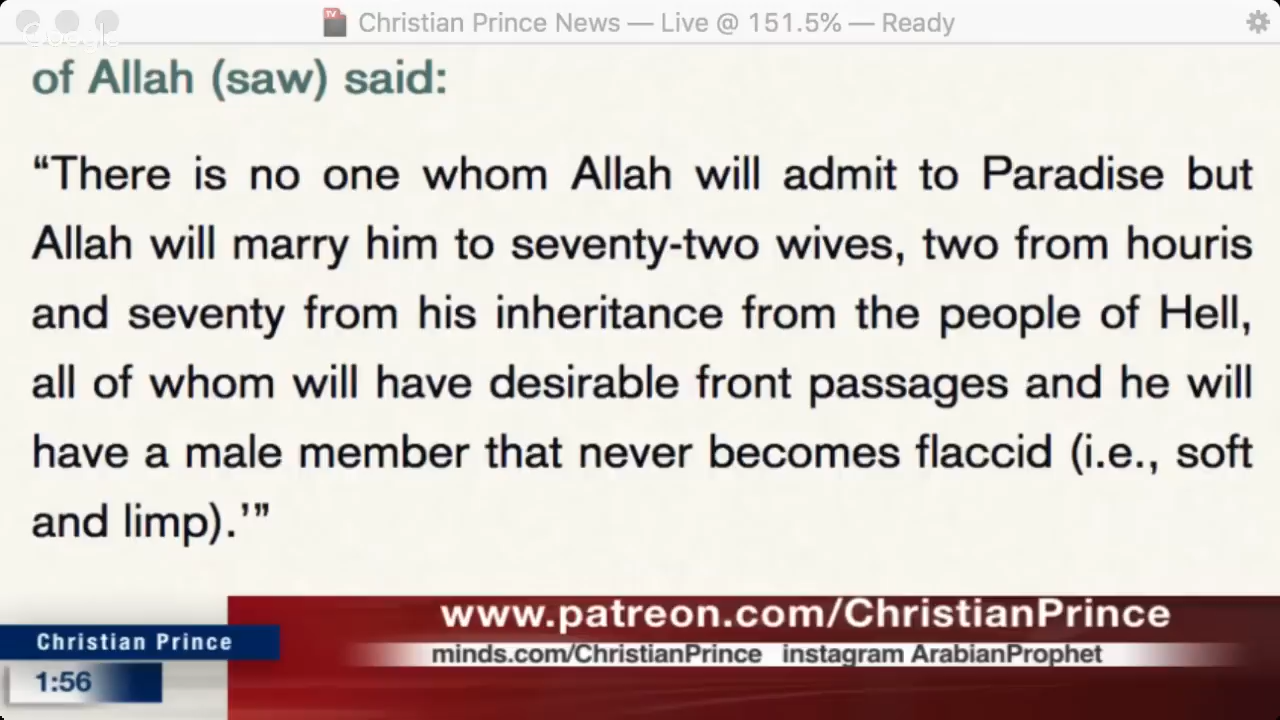 Christian Prince News — Live @ 151.5% — Ready
Google
of Allah (saw) said:
“There is no one whom Allah will admit to Paradise but
Allah will marry him to seventy-two wives, two from houris
and seventy from his inheritance from the people of Hell,
all of whom will have desirable front passages and he will
have a male member that never becomes flaccid (i.e., soft
and limp).’”
www.patreon.com/ChristianPrince
Christian Prince
minds.com/ChristianPrince instagram ArabianProphet
1:56